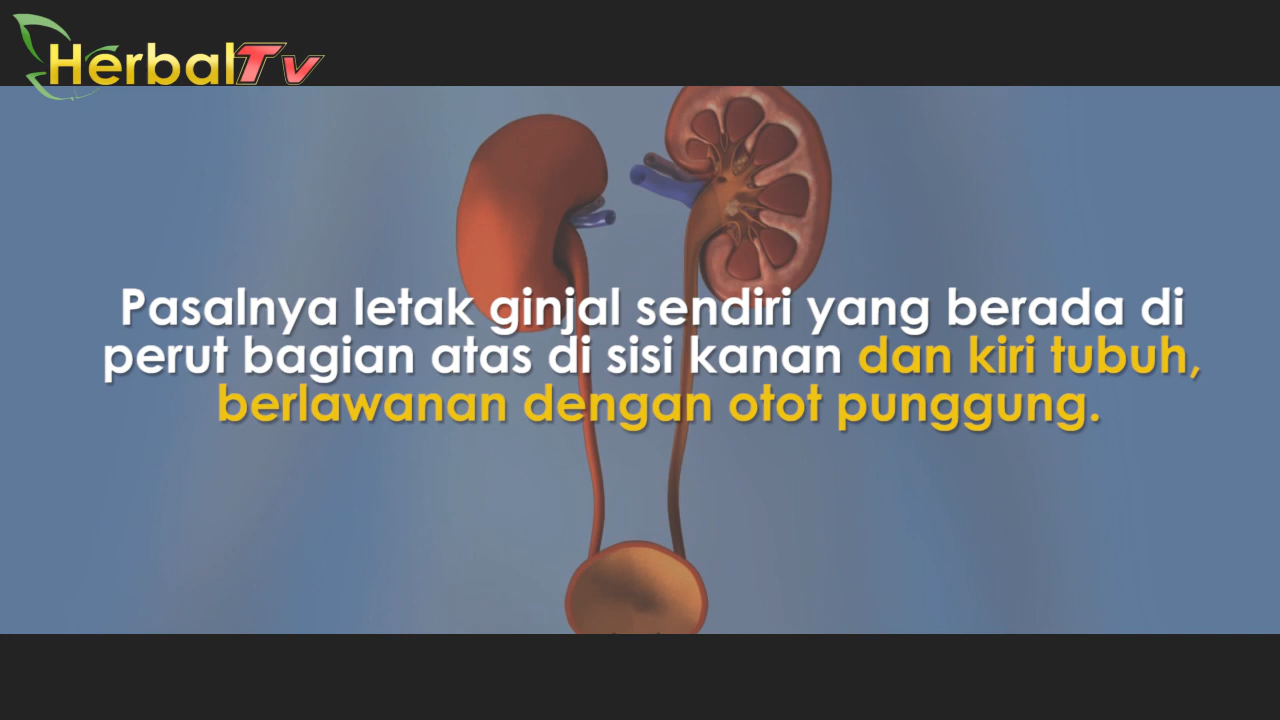 HerbalTv
Pasalnya letak ginjal sendiri yang berada di
perut bagian atas di sisi kanan dan kiri tubuh,
berlawanan dengan otot punggung.